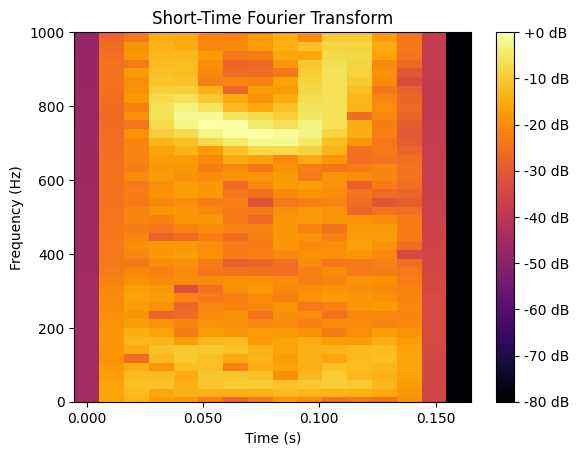 Short-Time Fourier Transform
1000
800
600
400
200
0
Frequency (Hz)
0.000
0.050
0.100
0.150
Time (s)
+0 dB
-10 dB
-20 dB
-30 dB
-40 dB
-50 dB
-60 dB
-70 dB
-80 dB